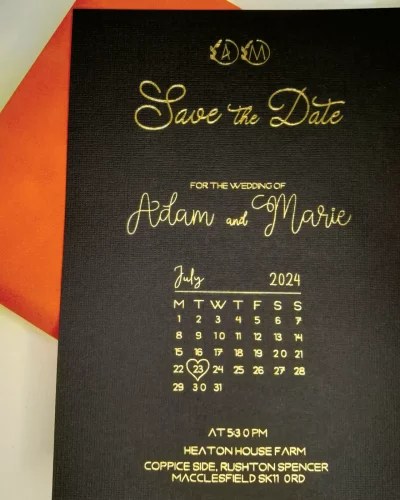 A M
Save the Date
FOR THE WEDDING OF
Adam and Marie
July 2024
M T W T F S S
1 2 3 4 5 6 7
8 9 10 11 12 13 14
15 16 17 18 19 20 21
22 23 24 25 26 27 28
29 30 31
AT 5:30 PM
HEATON HOUSE FARM
COPPICE SIDE, RUSHTON SPENCER
MACCLESFIELD SK11 0RD